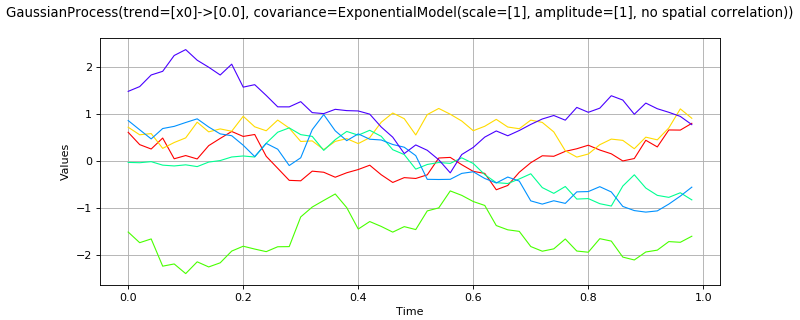 GaussianProcess(trend=[x0]->[0.0], covariance=ExponentialModel(scale=[1], amplitude=[1], no spatial correlation))
2
1
0
−1
−2
Values
0.0 0.2 0.4 0.6 0.8 1.0
Time